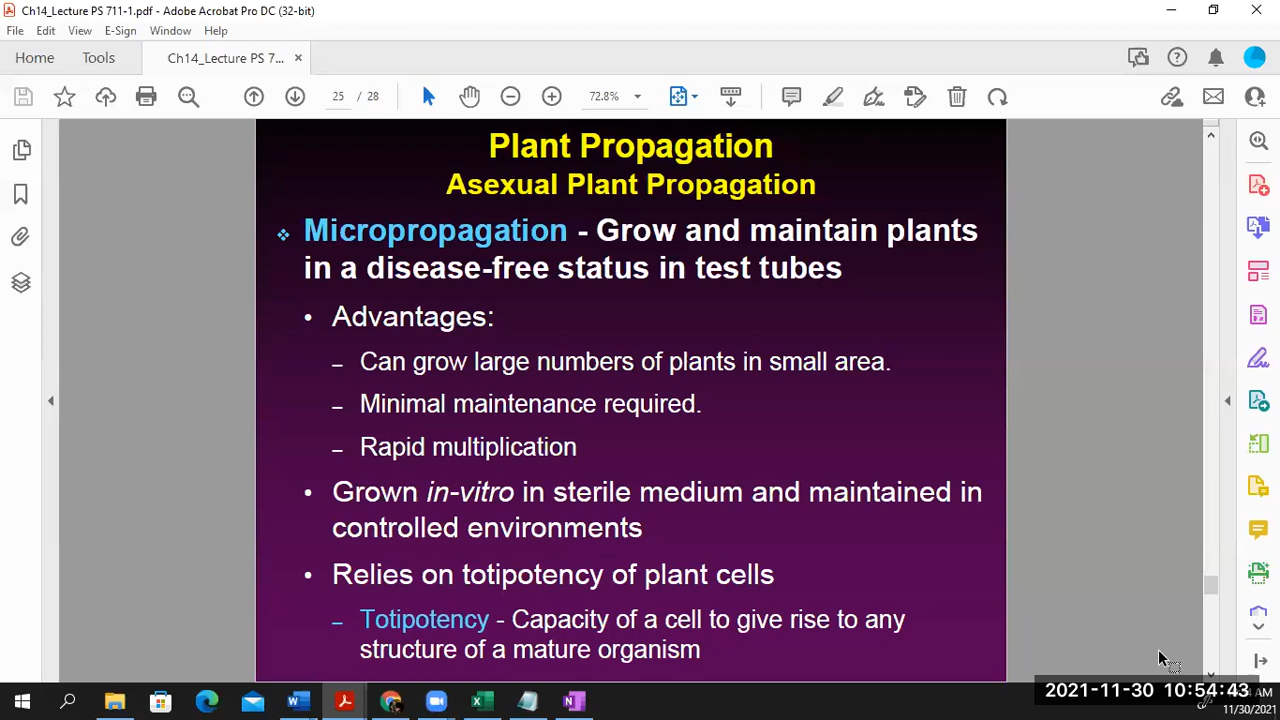 Ch14_Lecture PS 711-1.pdf - Adobe Acrobat Pro DC (32-bit)
File Edit View E-Sign Window Help
Home Tools Ch14_Lecture PS 7... ×
25 / 28 72.8%
Plant Propagation
Asexual Plant Propagation
Micropropagation - Grow and maintain plants
in a disease-free status in test tubes
• Advantages:
– Can grow large numbers of plants in small area.
– Minimal maintenance required.
– Rapid multiplication
• Grown in-vitro in sterile medium and maintained in
controlled environments
• Relies on totipotency of plant cells
– Totipotency - Capacity of a cell to give rise to any
structure of a mature organism
2021-11-30 10:54:43 AM
11/30/2021